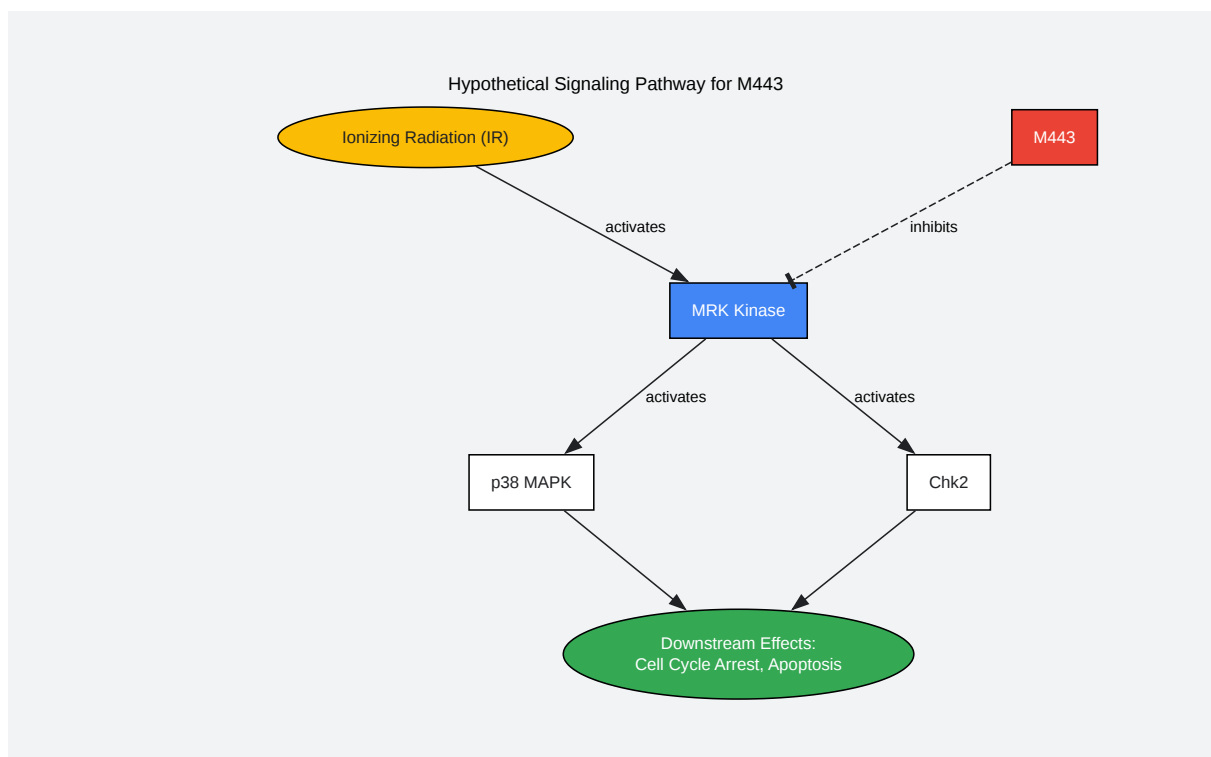 Hypothetical Signaling Pathway for M443
Ionizing Radiation (IR)
M443
activates
inhibits
MRK Kinase
activates
activates
p38 MAPK
Chk2
Downstream Effects:
Cell Cycle Arrest, Apoptosis